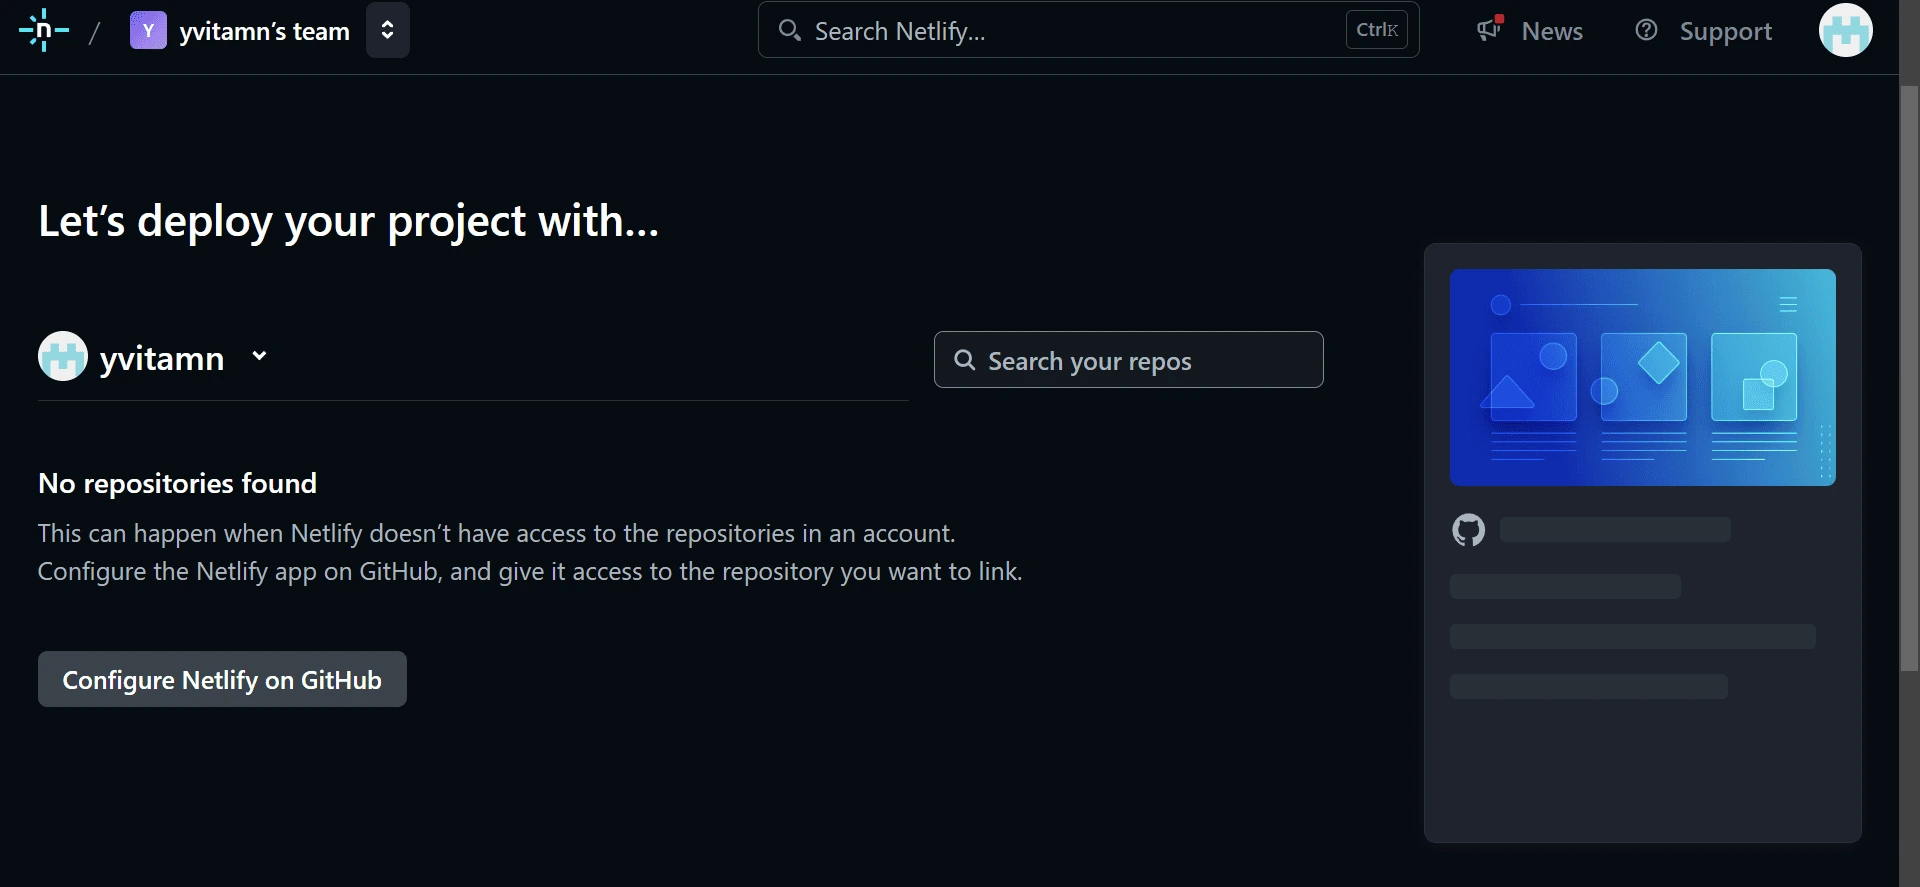 n / Y yvitamn’s team
Search Netlify... CtrlK
News
Support
Let’s deploy your project with...
yvitamn
Search your repos
No repositories found
This can happen when Netlify doesn’t have access to the repositories in an account.
Configure the Netlify app on GitHub, and give it access to the repository you want to link.
Configure Netlify on GitHub